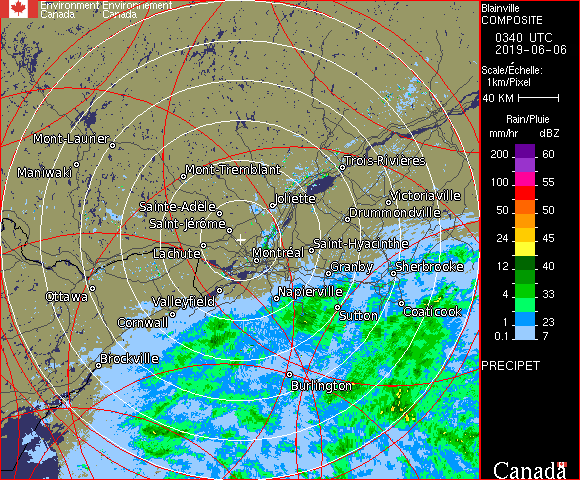 Environment Environnement
Canada Canada
Blainville
COMPOSITE
0340 UTC
2019-06-06
Scale/Échelle:
1km/Pixel
40 KM
Rain/Pluie
mm/hr dBZ
200 60
100 55
50 50
24 45
12 40
4 33
1 23
0.1 7
PRECIPET
Canada
Mont-Laurier
Maniwaki
Mont-Tremblant
Trois-Rivières
Joliette
Victoriaville
Sainte-Adèle
Drummondville
Saint-Jérôme
Saint-Hyacinthe
Lachute
Montréal
Granby
Sherbrooke
Ottawa
Valleyfield
Napierville
Coaticook
Cornwall
Sutton
Brockville
Burlington